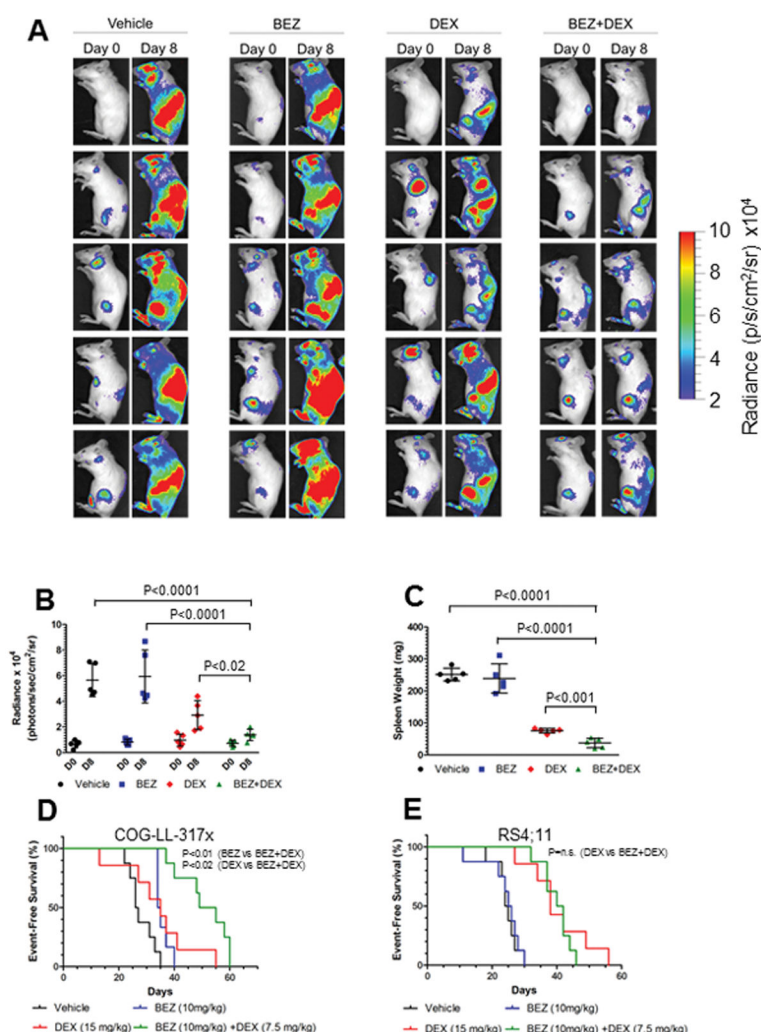 A
Vehicle BEZ DEX BEZ+DEX
Day 0 Day 8 Day 0 Day 8 Day 0 Day 8 Day 0 Day 8
10
8
6
4
2
Radiance (p/s/cm²/sr) x10⁴
B
P<0.0001
P<0.0001
P<0.02
Radiance x 10⁴
(photons/sec/cm²/sr)
10
8
6
4
2
0
D0 D8 D0 D8 D0 D8 D0 D8
Vehicle BEZ DEX BEZ+DEX
C
P<0.0001
P<0.0001
P<0.001
Spleen Weight (mg)
400
300
200
100
0
Vehicle BEZ DEX BEZ+DEX
D
COG-LL-317x
P<0.01 (BEZ vs BEZ+DEX)
P<0.02 (DEX vs BEZ+DEX)
Event-Free Survival (%)
100
50
0
0 20 40 60
Days
Vehicle BEZ (10mg/kg)
DEX (15 mg/kg) BEZ (10mg/kg) +DEX (7.5 mg/kg)
E
RS4;11
P=n.s. (DEX vs BEZ+DEX)
Event-Free Survival (%)
100
50
0
0 20 40 60
Days
Vehicle BEZ (10mg/kg)
DEX (15 mg/kg) BEZ (10mg/kg) +DEX (7.5 mg/kg)